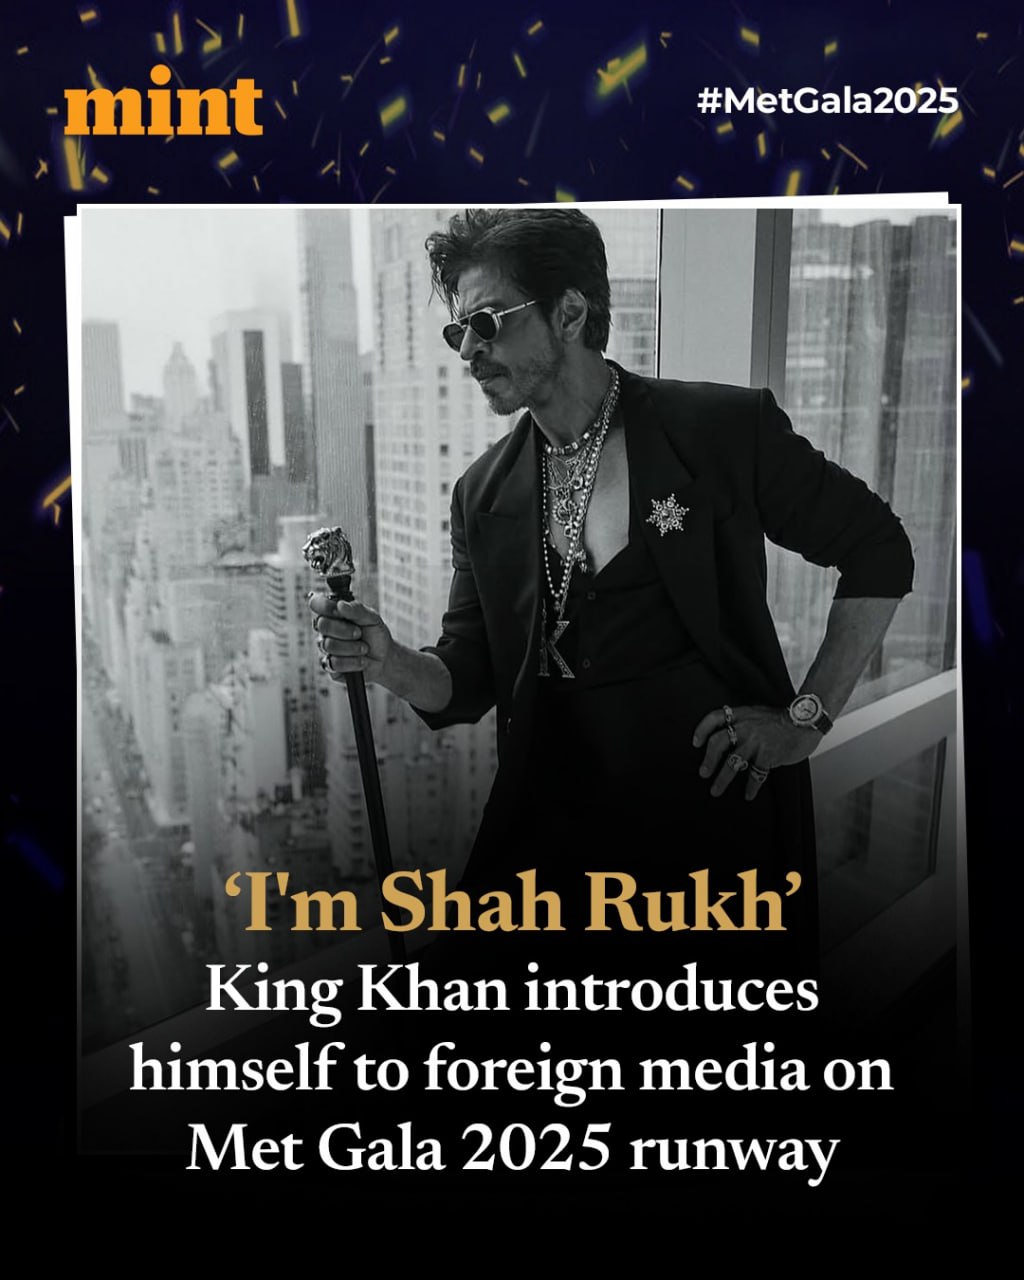 mint
#MetGala2025
K
‘I'm Shah Rukh’
King Khan introduces
himself to foreign media on
Met Gala 2025 runway